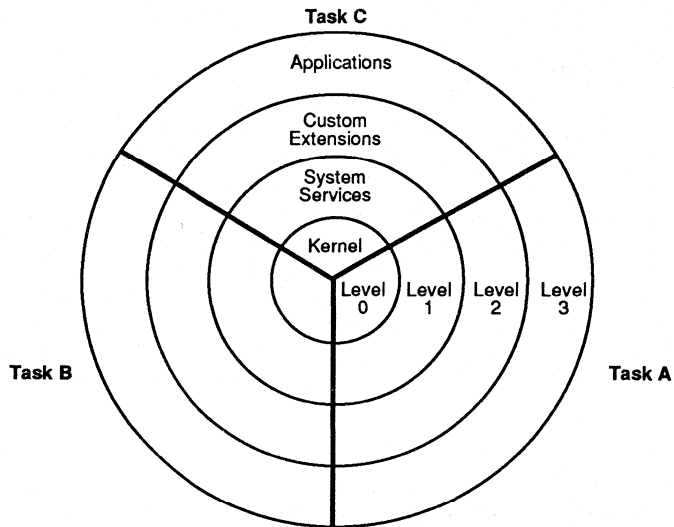 Task C
Applications
Custom
Extensions
System
Services
Kernel
Level
0
Level
1
Level
2
Level
3
Task B
Task A